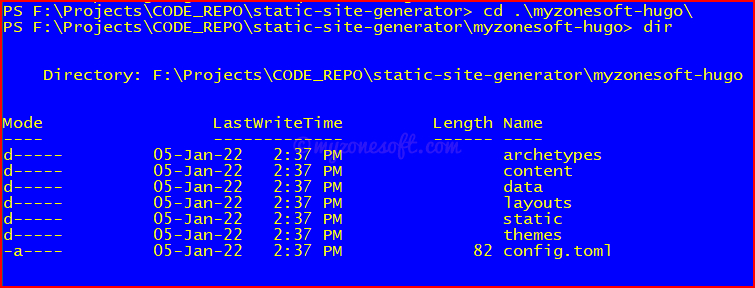 PS F:\Projects\CODE_REPO\static-site-generator> cd .\myzonesoft-hugo\
PS F:\Projects\CODE_REPO\static-site-generator\myzonesoft-hugo> dir
Directory: F:\Projects\CODE_REPO\static-site-generator\myzonesoft-hugo
Mode LastWriteTime Length Name
---- ------------- ------ ----
myzonesoft.com
d----- 05-Jan-22 2:37 PM archetypes
d----- 05-Jan-22 2:37 PM content
d----- 05-Jan-22 2:37 PM data
d----- 05-Jan-22 2:37 PM layouts
d----- 05-Jan-22 2:37 PM static
d----- 05-Jan-22 2:37 PM themes
-a---- 05-Jan-22 2:37 PM 82 config.toml